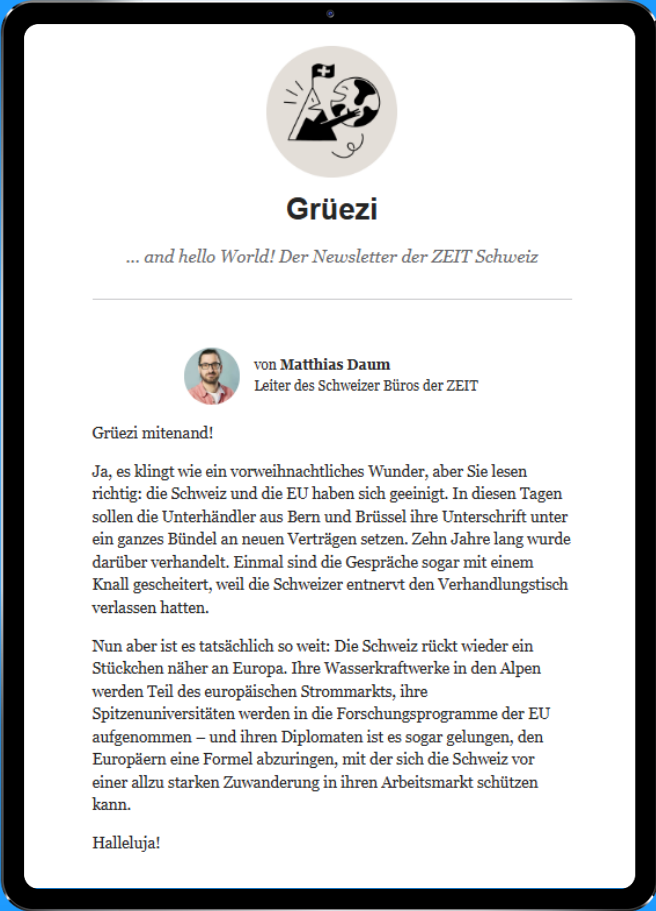 Grüezi
... and hello World! Der Newsletter der ZEIT Schweiz
von Matthias Daum
Leiter des Schweizer Büros der ZEIT
Grüezi mitenand!
Ja, es klingt wie ein vorweihnachtliches Wunder, aber Sie lesen
richtig: die Schweiz und die EU haben sich geeinigt. In diesen Tagen
sollen die Unterhändler aus Bern und Brüssel ihre Unterschrift unter
ein ganzes Bündel an neuen Verträgen setzen. Zehn Jahre lang wurde
darüber verhandelt. Einmal sind die Gespräche sogar mit einem
Knall gescheitert, weil die Schweizer entnervt den Verhandlungstisch
verlassen hatten.
Nun aber ist es tatsächlich so weit: Die Schweiz rückt wieder ein
Stückchen näher an Europa. Ihre Wasserkraftwerke in den Alpen
werden Teil des europäischen Strommarkts, ihre
Spitzenuniversitäten werden in die Forschungsprogramme der EU
aufgenommen – und ihren Diplomaten ist es sogar gelungen, den
Europäern eine Formel abzuringen, mit der sich die Schweiz vor
einer allzu starken Zuwanderung in ihren Arbeitsmarkt schützen
kann.
Halleluja!